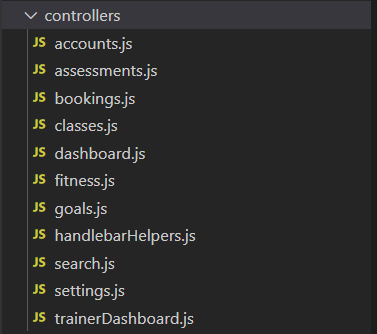 controllers
JS accounts.js
JS assessments.js
JS bookings.js
JS classes.js
JS dashboard.js
JS fitness.js
JS goals.js
JS handlebarHelpers.js
JS search.js
JS settings.js
JS trainerDashboard.js